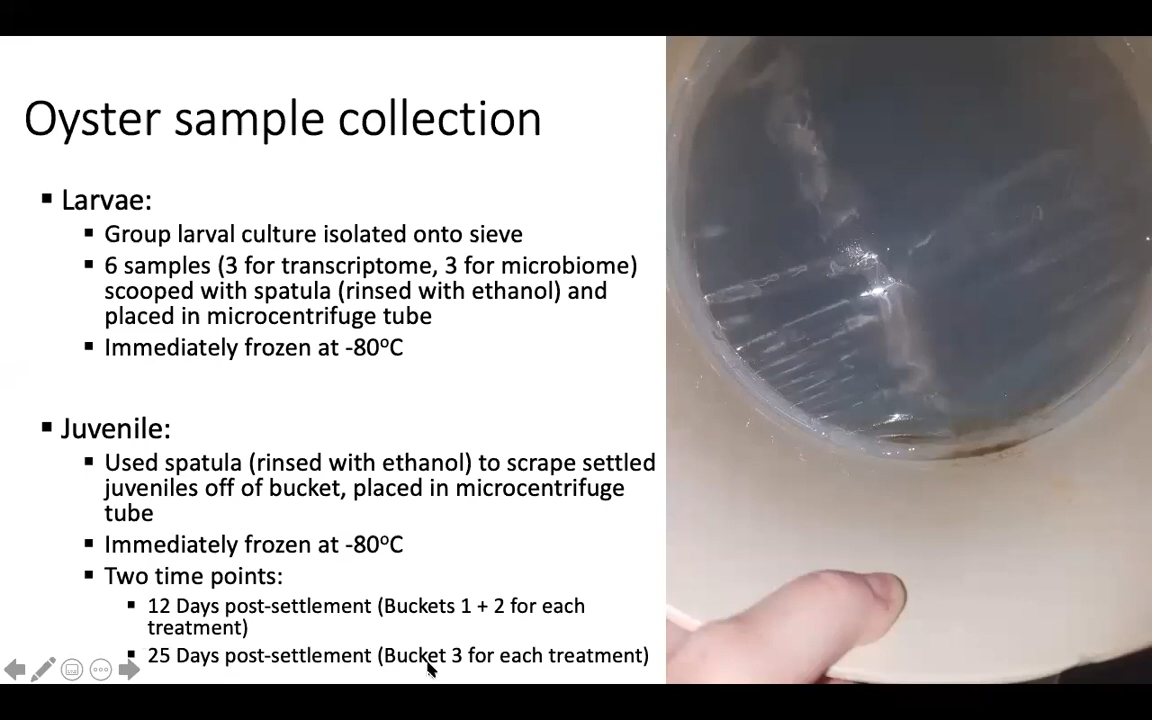 Oyster sample collection
▪ Larvae:
▪ Group larval culture isolated onto sieve
▪ 6 samples (3 for transcriptome, 3 for microbiome)
scooped with spatula (rinsed with ethanol) and
placed in microcentrifuge tube
▪ Immediately frozen at -80ºC
▪ Juvenile:
▪ Used spatula (rinsed with ethanol) to scrape settled
juveniles off of bucket, placed in microcentrifuge
tube
▪ Immediately frozen at -80ºC
▪ Two time points:
▪ 12 Days post-settlement (Buckets 1 + 2 for each
treatment)
▪ 25 Days post-settlement (Bucket 3 for each treatment)